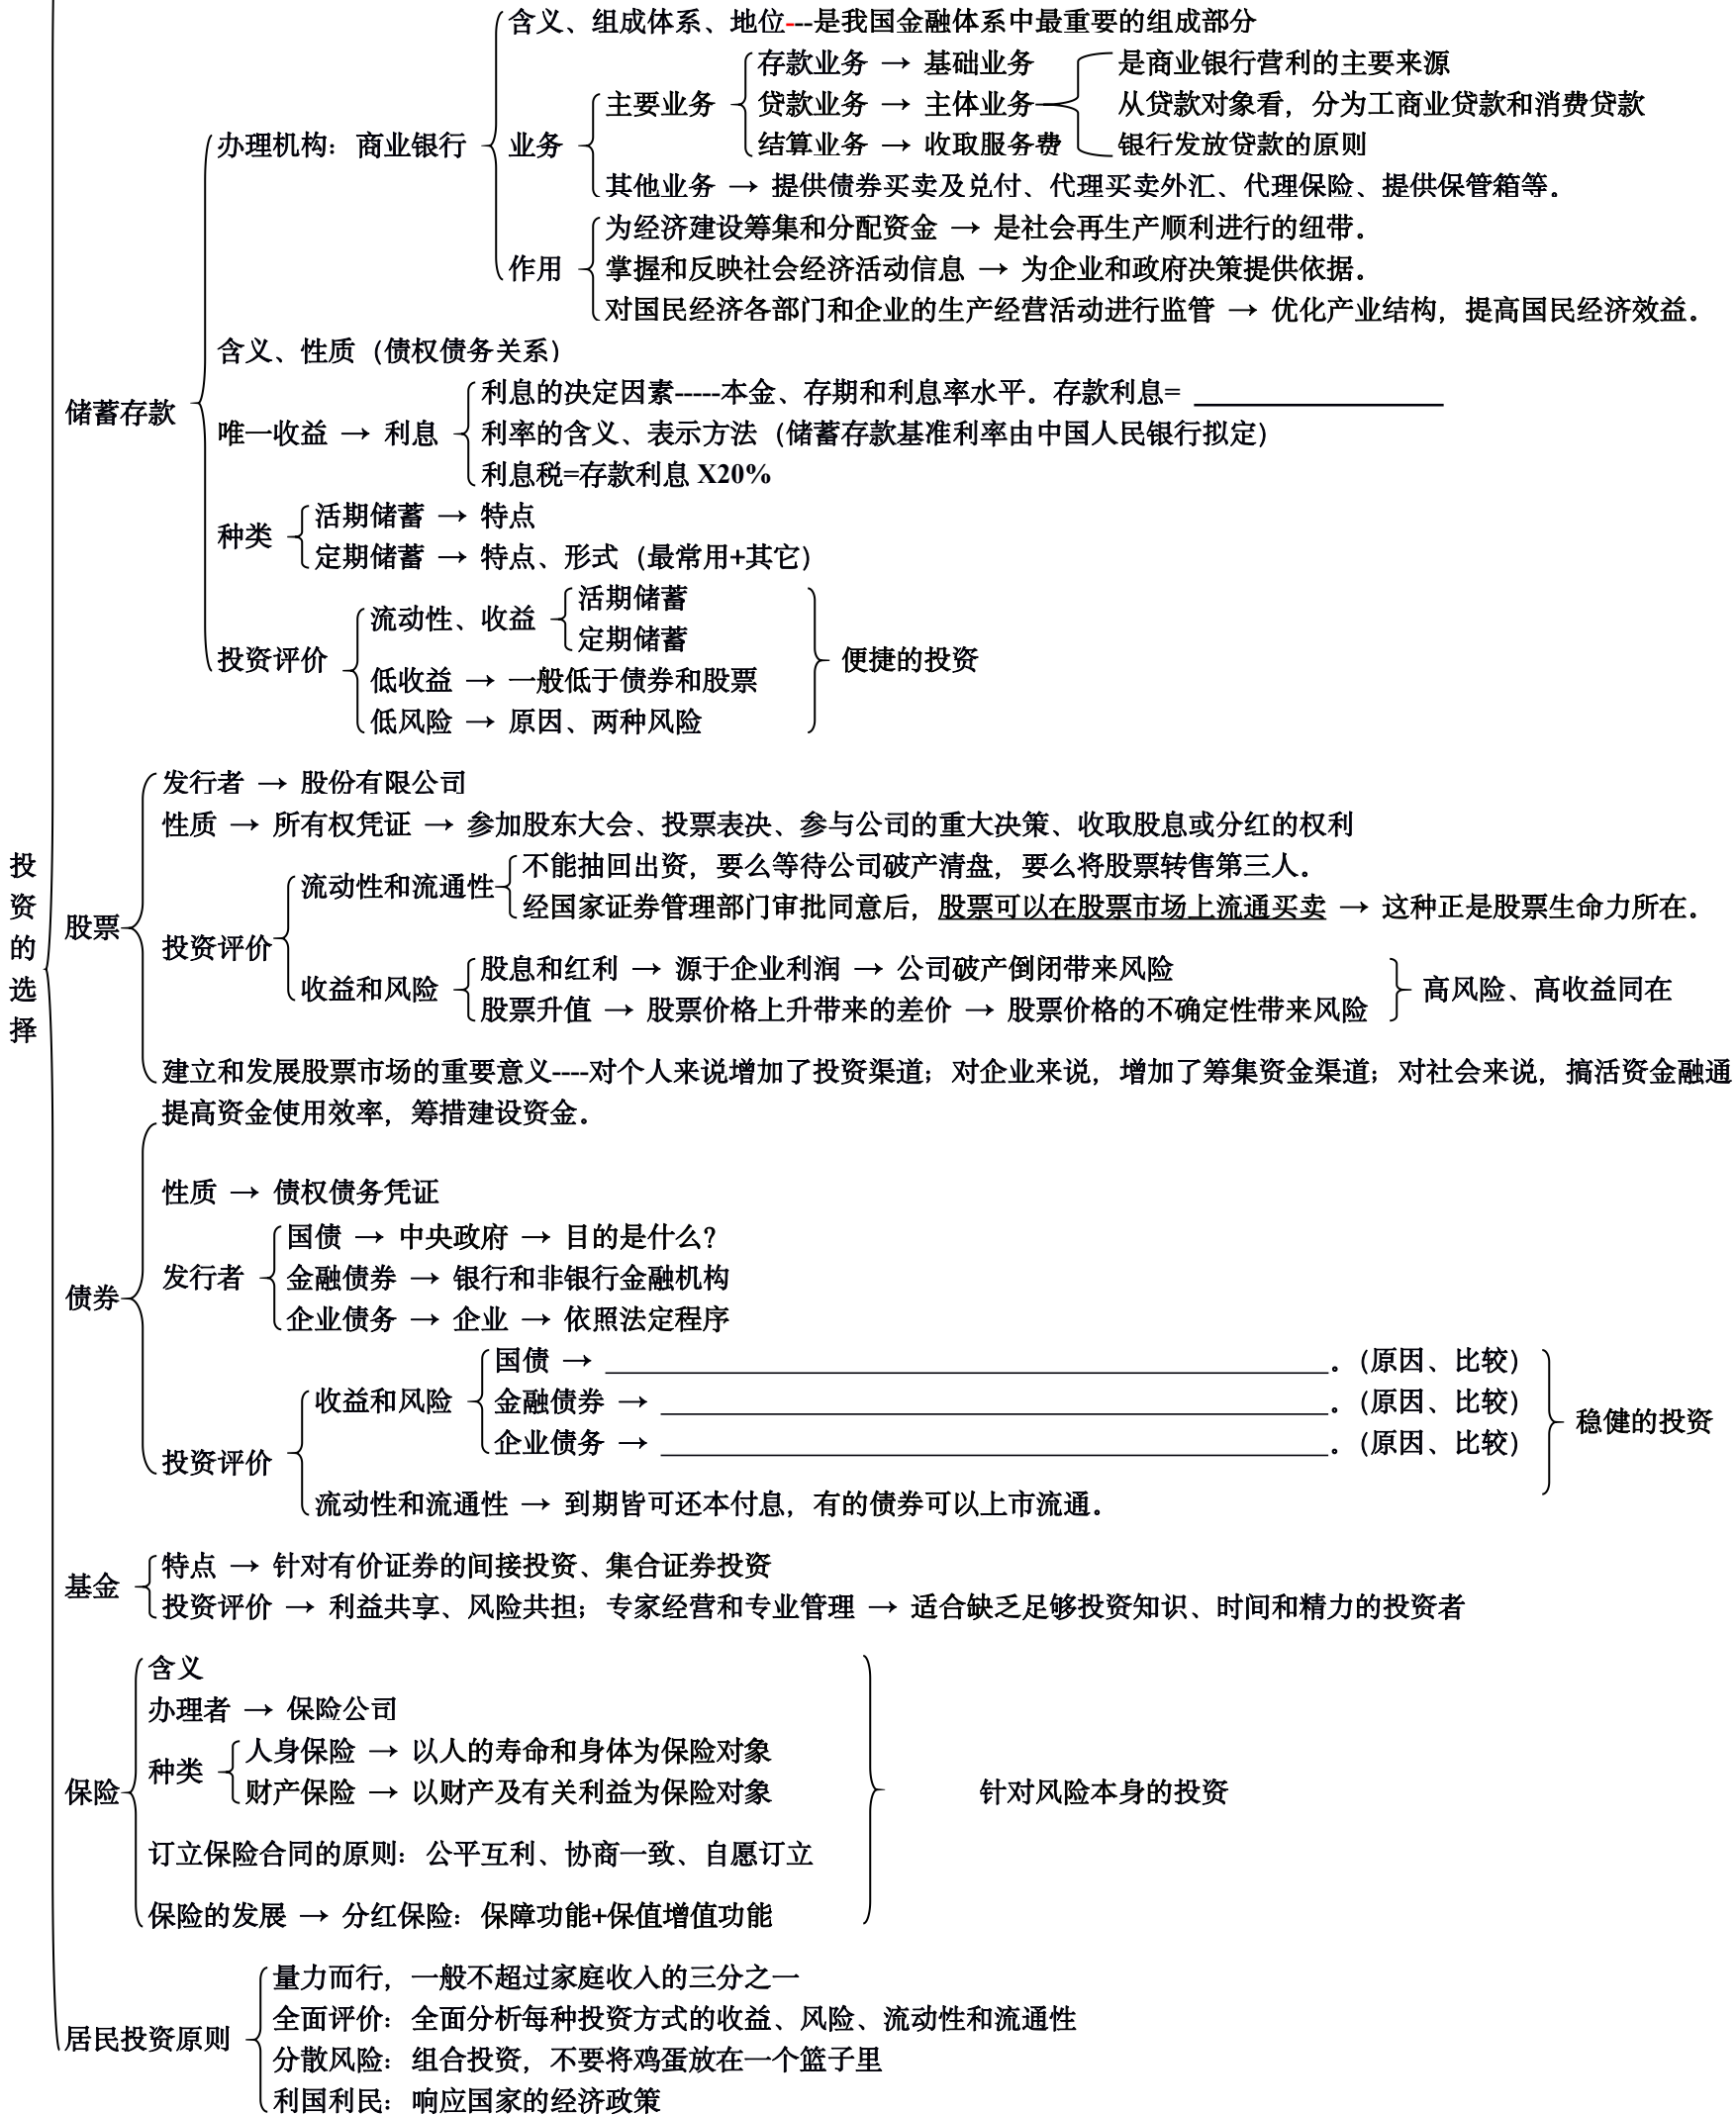 含义、组成体系、地位---是我国金融体系中最重要的组成部分
存款业务 → 基础业务 是商业银行营利的主要来源
主要业务 贷款业务 → 主体业务 从贷款对象看，分为工商业贷款和消费贷款
办理机构：商业银行 业务 结算业务 → 收取服务费 银行发放贷款的原则
其他业务 → 提供债券买卖及兑付、代理买卖外汇、代理保险、提供保管箱等。
为经济建设筹集和分配资金 → 是社会再生产顺利进行的纽带。
作用 掌握和反映社会经济活动信息 → 为企业和政府决策提供依据。
对国民经济各部门和企业的生产经营活动进行监管 → 优化产业结构，提高国民经济效益。
含义、性质（债权债务关系）
利息的决定因素-----本金、存期和利息率水平。存款利息=
储蓄存款
唯一收益 → 利息 利率的含义、表示方法（储蓄存款基准利率由中国人民银行拟定）
利息税=存款利息 X20%
活期储蓄 → 特点
种类
定期储蓄 → 特点、形式（最常用+其它）
活期储蓄
流动性、收益
定期储蓄
投资评价 便捷的投资
低收益 → 一般低于债券和股票
低风险 → 原因、两种风险
发行者 → 股份有限公司
性质 → 所有权凭证 → 参加股东大会、投票表决、参与公司的重大决策、收取股息或分红的权利
投资的选择
不能抽回出资，要么等待公司破产清盘，要么将股票转售第三人。
流动性和流通性
经国家证券管理部门审批同意后，股票可以在股票市场上流通买卖 → 这种正是股票生命力所在。
股票
投资评价
股息和红利 → 源于企业利润 → 公司破产倒闭带来风险
收益和风险 高风险、高收益同在
股票升值 → 股票价格上升带来的差价 → 股票价格的不确定性带来风险
建立和发展股票市场的重要意义----对个人来说增加了投资渠道；对企业来说，增加了筹集资金渠道；对社会来说，搞活资金融通
提高资金使用效率，筹措建设资金。
性质 → 债权债务凭证
国债 → 中央政府 → 目的是什么？
发行者 金融债券 → 银行和非银行金融机构
债券
企业债务 → 企业 → 依照法定程序
国债 → 。（原因、比较）
收益和风险 金融债券 → 。（原因、比较）
稳健的投资
企业债务 → 。（原因、比较）
投资评价
流动性和流通性 → 到期皆可还本付息，有的债券可以上市流通。
特点 → 针对有价证券的间接投资、集合证券投资
基金
投资评价 → 利益共享、风险共担；专家经营和专业管理 → 适合缺乏足够投资知识、时间和精力的投资者
含义
办理者 → 保险公司
人身保险 → 以人的寿命和身体为保险对象
种类
保险 财产保险 → 以财产及有关利益为保险对象 针对风险本身的投资
订立保险合同的原则：公平互利、协商一致、自愿订立
保险的发展 → 分红保险：保障功能+保值增值功能
量力而行，一般不超过家庭收入的三分之一
全面评价：全面分析每种投资方式的收益、风险、流动性和流通性
居民投资原则
分散风险：组合投资，不要将鸡蛋放在一个篮子里
利国利民：响应国家的经济政策